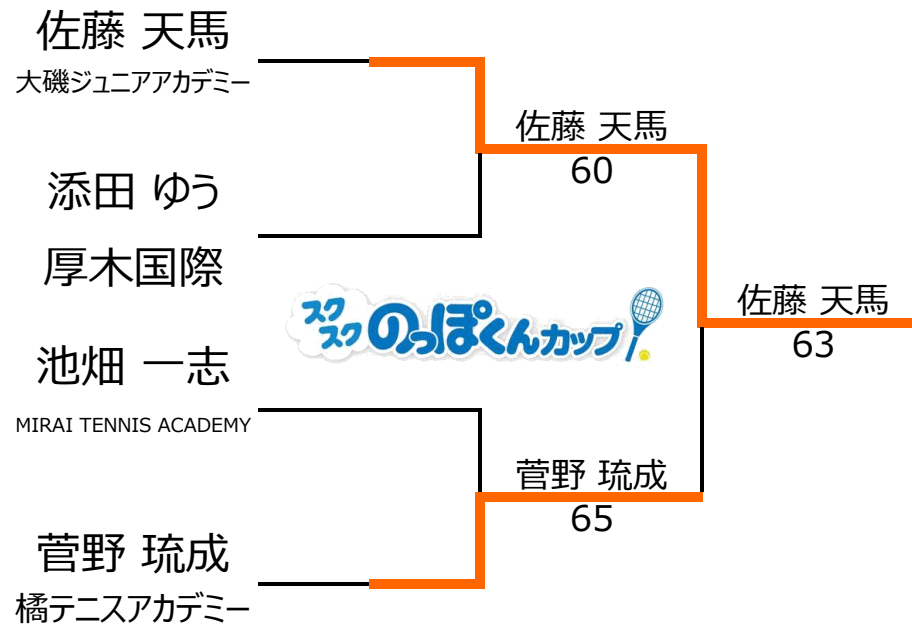 佐藤 天馬
大磯ジュニアアカデミー
佐藤 天馬
60
添田 ゆう
厚木国際
スク
スク のっぽくんカップ
佐藤 天馬
63
池畑 一志
MIRAI TENNIS ACADEMY
菅野 琉成
65
菅野 琉成
橘テニスアカデミー